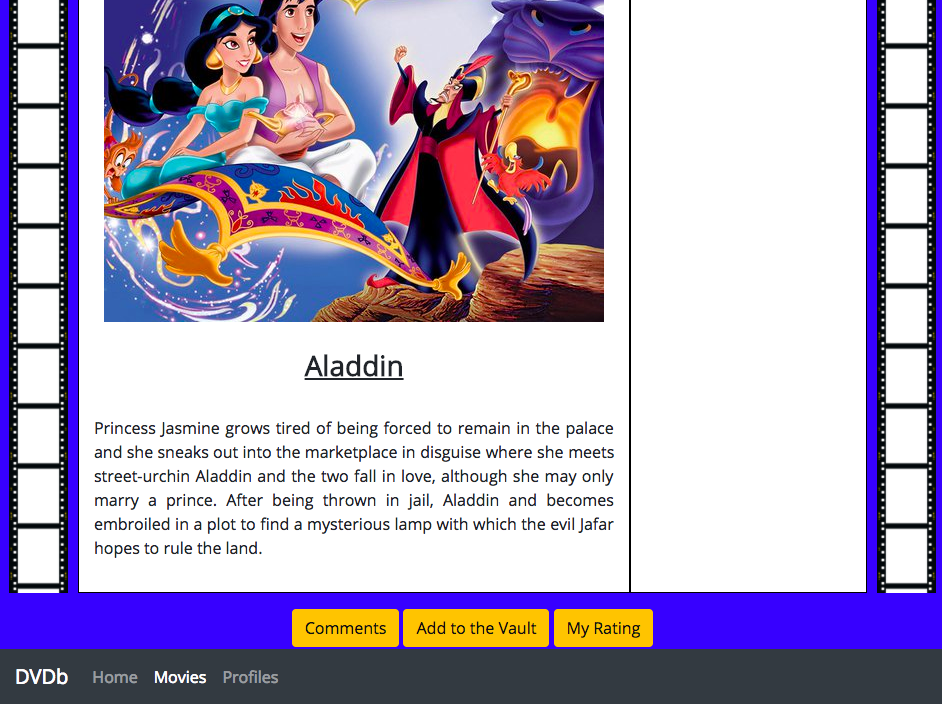 Aladdin
Princess Jasmine grows tired of being forced to remain in the palace
and she sneaks out into the marketplace in disguise where she meets
street-urchin Aladdin and the two fall in love, although she may only
marry a prince. After being thrown in jail, Aladdin and becomes
embroiled in a plot to find a mysterious lamp with which the evil Jafar
hopes to rule the land.
Comments Add to the Vault My Rating
DVDb Home Movies Profiles